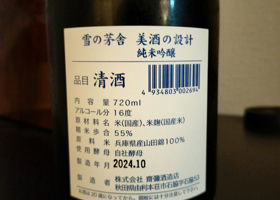 雪の茅舎 美酒の設計
純米吟醸
4 934803 002694
品目 清酒
内容量 720ml
アルコール分 16度
原材料 米(国産)、米麹(国産米)
精米歩合 55%
原料米 兵庫県産山田錦100%
使用酵母 自社酵母
製造年月 2024.10
製造者 株式会社 齋彌酒造店
秋田県由利本荘市石脇字石脇53